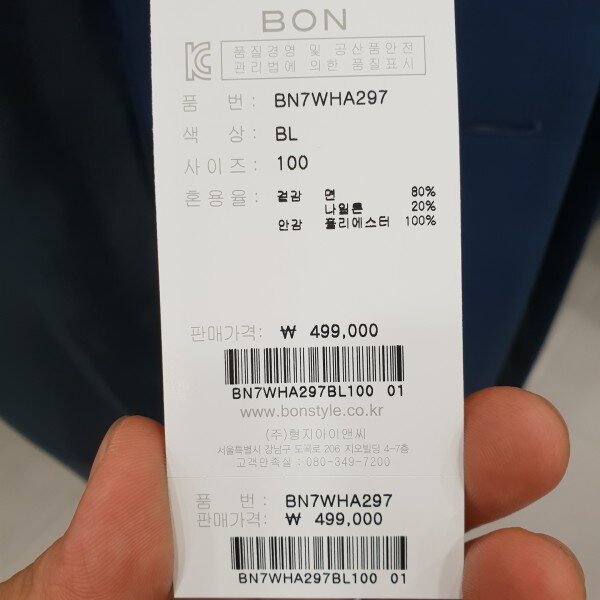 BON
품질경영 및 공산품안전
관리법에 의한 품질표시
품 번 : BN7WHA297
색 상 : BL
사이즈 : 100
혼용율 : 겉감 면 80%
나일론 20%
안감 폴리에스터 100%
판매가격: ₩ 499,000
BN7WHA297BL100 01
www.bonstyle.co.kr
(주)형지아이앤씨
서울특별시 강남구 도곡로 206 지오빌딩 4-7층
고객만족실 : 080-349-7200
품 번 : BN7WHA297
판매가격: ₩ 499,000
BN7WHA297BL100 01